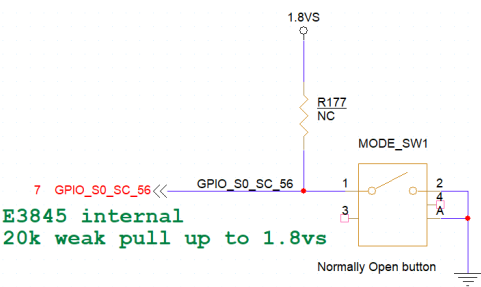 1.8VS
R177
NC
MODE_SW1
7 GPIO_S0_SC_56
GPIO_S0_SC_56
1
2
3
4
A
E3845 internal
20k weak pull up to 1.8vs
Normally Open button